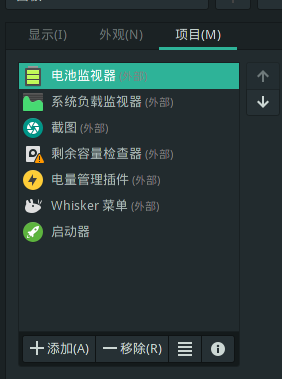 显示(I) 外观(N) 项目(M)
电池监视器 (外部)
系统负载监视器 (外部)
截图 (外部)
剩余容量检查器 (外部)
电量管理插件 (外部)
Whisker 菜单 (外部)
启动器
添加(A) 移除(R)